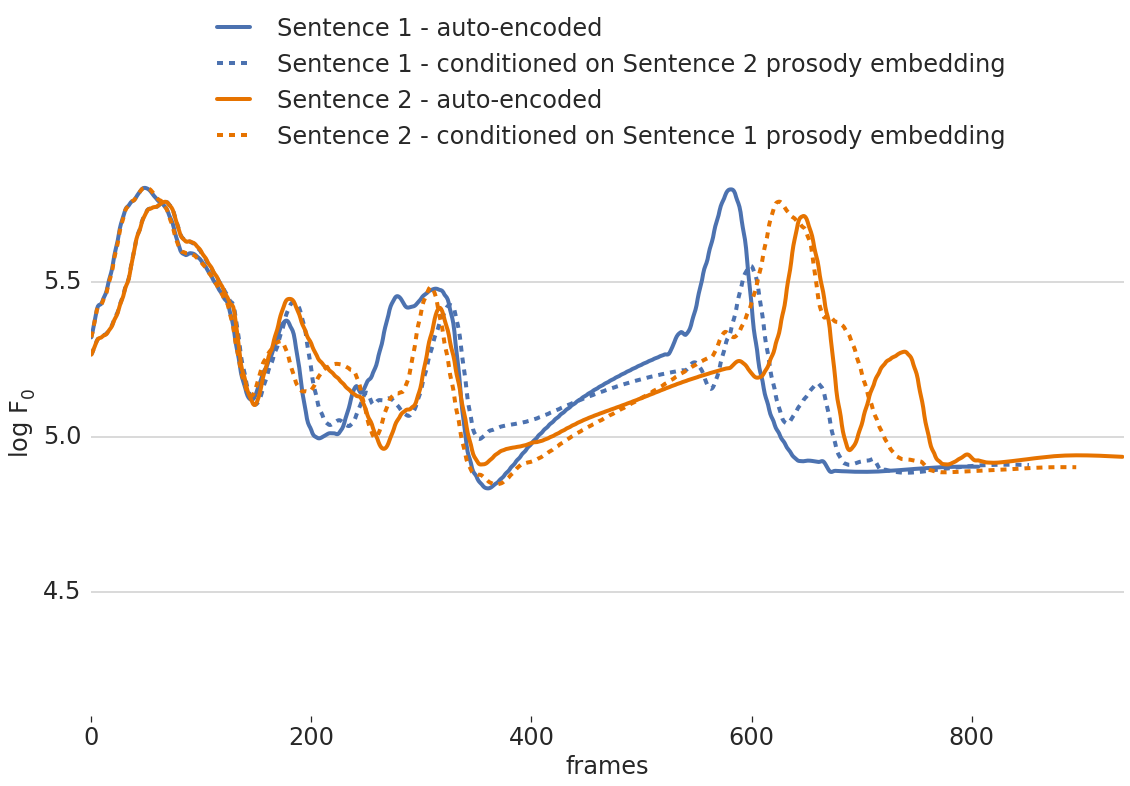 Sentence 1 - auto-encoded
Sentence 1 - conditioned on Sentence 2 prosody embedding
Sentence 2 - auto-encoded
Sentence 2 - conditioned on Sentence 1 prosody embedding
5.5
5.0
4.5
log F₀
0 200 400 600 800
frames